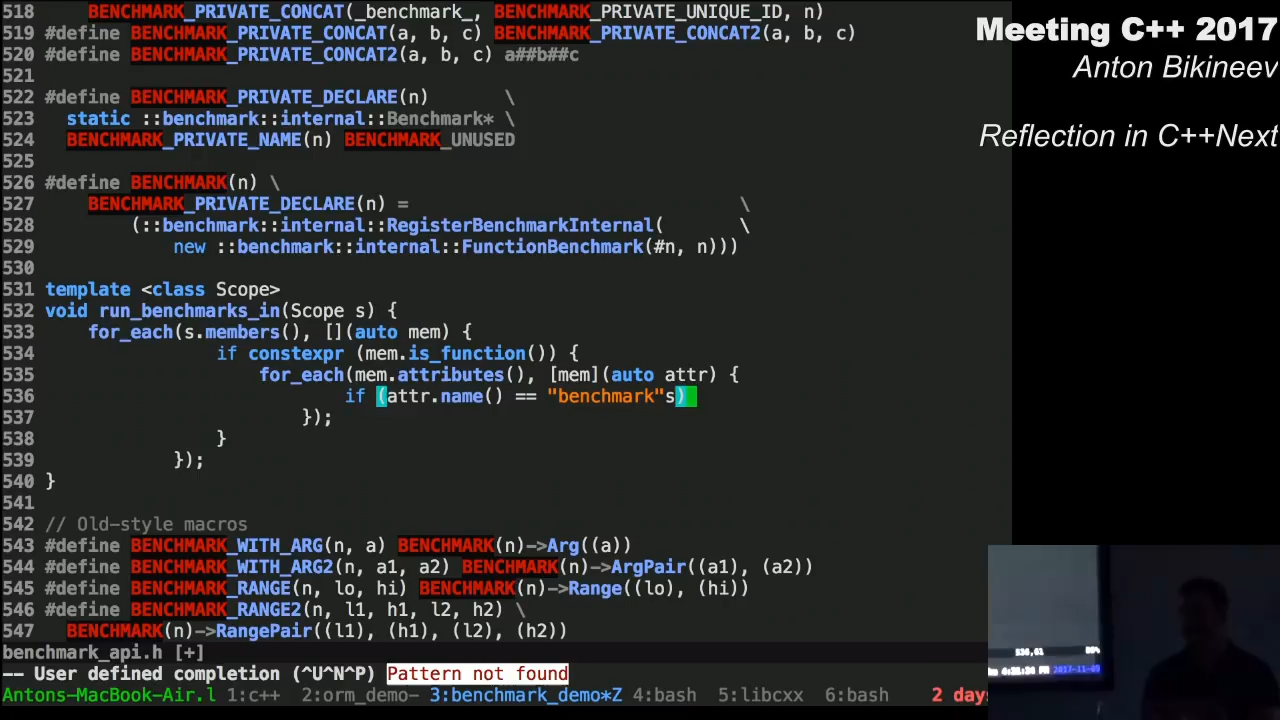 518     BENCHMARK_PRIVATE_CONCAT(_benchmark_, BENCHMARK_PRIVATE_UNIQUE_ID, n)
519 #define BENCHMARK_PRIVATE_CONCAT(a, b, c) BENCHMARK_PRIVATE_CONCAT2(a, b, c)
520 #define BENCHMARK_PRIVATE_CONCAT2(a, b, c) a##b##c
521
522 #define BENCHMARK_PRIVATE_DECLARE(n)       \
523   static ::benchmark::internal::Benchmark* \
524   BENCHMARK_PRIVATE_NAME(n) BENCHMARK_UNUSED
525
526 #define BENCHMARK(n) \
527     BENCHMARK_PRIVATE_DECLARE(n) =                               \
528         (::benchmark::internal::RegisterBenchmarkInternal(       \
529             new ::benchmark::internal::FunctionBenchmark(#n, n)))
530
531 template <class Scope>
532 void run_benchmarks_in(Scope s) {
533     for_each(s.members(), [](auto mem) {
534                 if constexpr (mem.is_function()) {
535                     for_each(mem.attributes(), [mem](auto attr) {
536                             if (attr.name() == "benchmark"s)
537                         });
538                 }
539             });
540 }
541
542 // Old-style macros
543 #define BENCHMARK_WITH_ARG(n, a) BENCHMARK(n)->Arg((a))
544 #define BENCHMARK_WITH_ARG2(n, a1, a2) BENCHMARK(n)->ArgPair((a1), (a2))
545 #define BENCHMARK_RANGE(n, lo, hi) BENCHMARK(n)->Range((lo), (hi))
546 #define BENCHMARK_RANGE2(n, l1, h1, l2, h2) \
547   BENCHMARK(n)->RangePair((l1), (h1), (l2), (h2))
benchmark_api.h [+]
-- User defined completion (^U^N^P) Pattern not found
Antons-MacBook-Air.l 1:c++  2:orm_demo- 3:benchmark_demo*Z 4:bash  5:libcxx  6:bash  2 days
Meeting C++ 2017
Anton Bikineev
Reflection in C++Next
2017-11-09